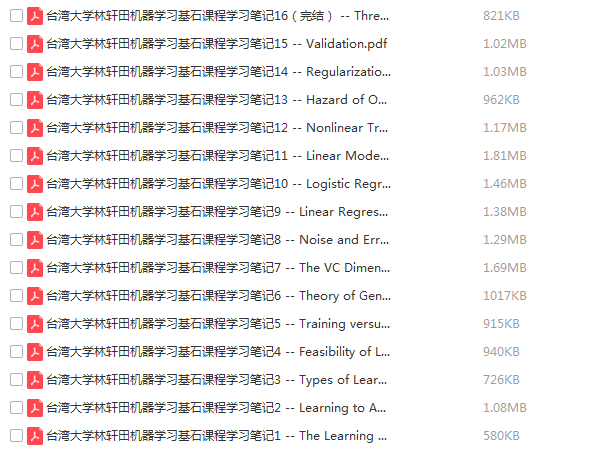 台湾大学林轩田机器学习基石课程学习笔记16（完结） -- Thre... 821KB
台湾大学林轩田机器学习基石课程学习笔记15 -- Validation.pdf 1.02MB
台湾大学林轩田机器学习基石课程学习笔记14 -- Regularizatio... 1.03MB
台湾大学林轩田机器学习基石课程学习笔记13 -- Hazard of O... 962KB
台湾大学林轩田机器学习基石课程学习笔记12 -- Nonlinear Tr... 1.17MB
台湾大学林轩田机器学习基石课程学习笔记11 -- Linear Mode... 1.81MB
台湾大学林轩田机器学习基石课程学习笔记10 -- Logistic Regr... 1.46MB
台湾大学林轩田机器学习基石课程学习笔记9 -- Linear Regres... 1.38MB
台湾大学林轩田机器学习基石课程学习笔记8 -- Noise and Err... 1.29MB
台湾大学林轩田机器学习基石课程学习笔记7 -- The VC Dimen... 1.69MB
台湾大学林轩田机器学习基石课程学习笔记6 -- Theory of Gen... 1017KB
台湾大学林轩田机器学习基石课程学习笔记5 -- Training versu... 915KB
台湾大学林轩田机器学习基石课程学习笔记4 -- Feasibility of L... 940KB
台湾大学林轩田机器学习基石课程学习笔记3 -- Types of Lear... 726KB
台湾大学林轩田机器学习基石课程学习笔记2 -- Learning to A... 1.08MB
台湾大学林轩田机器学习基石课程学习笔记1 -- The Learning ... 580KB